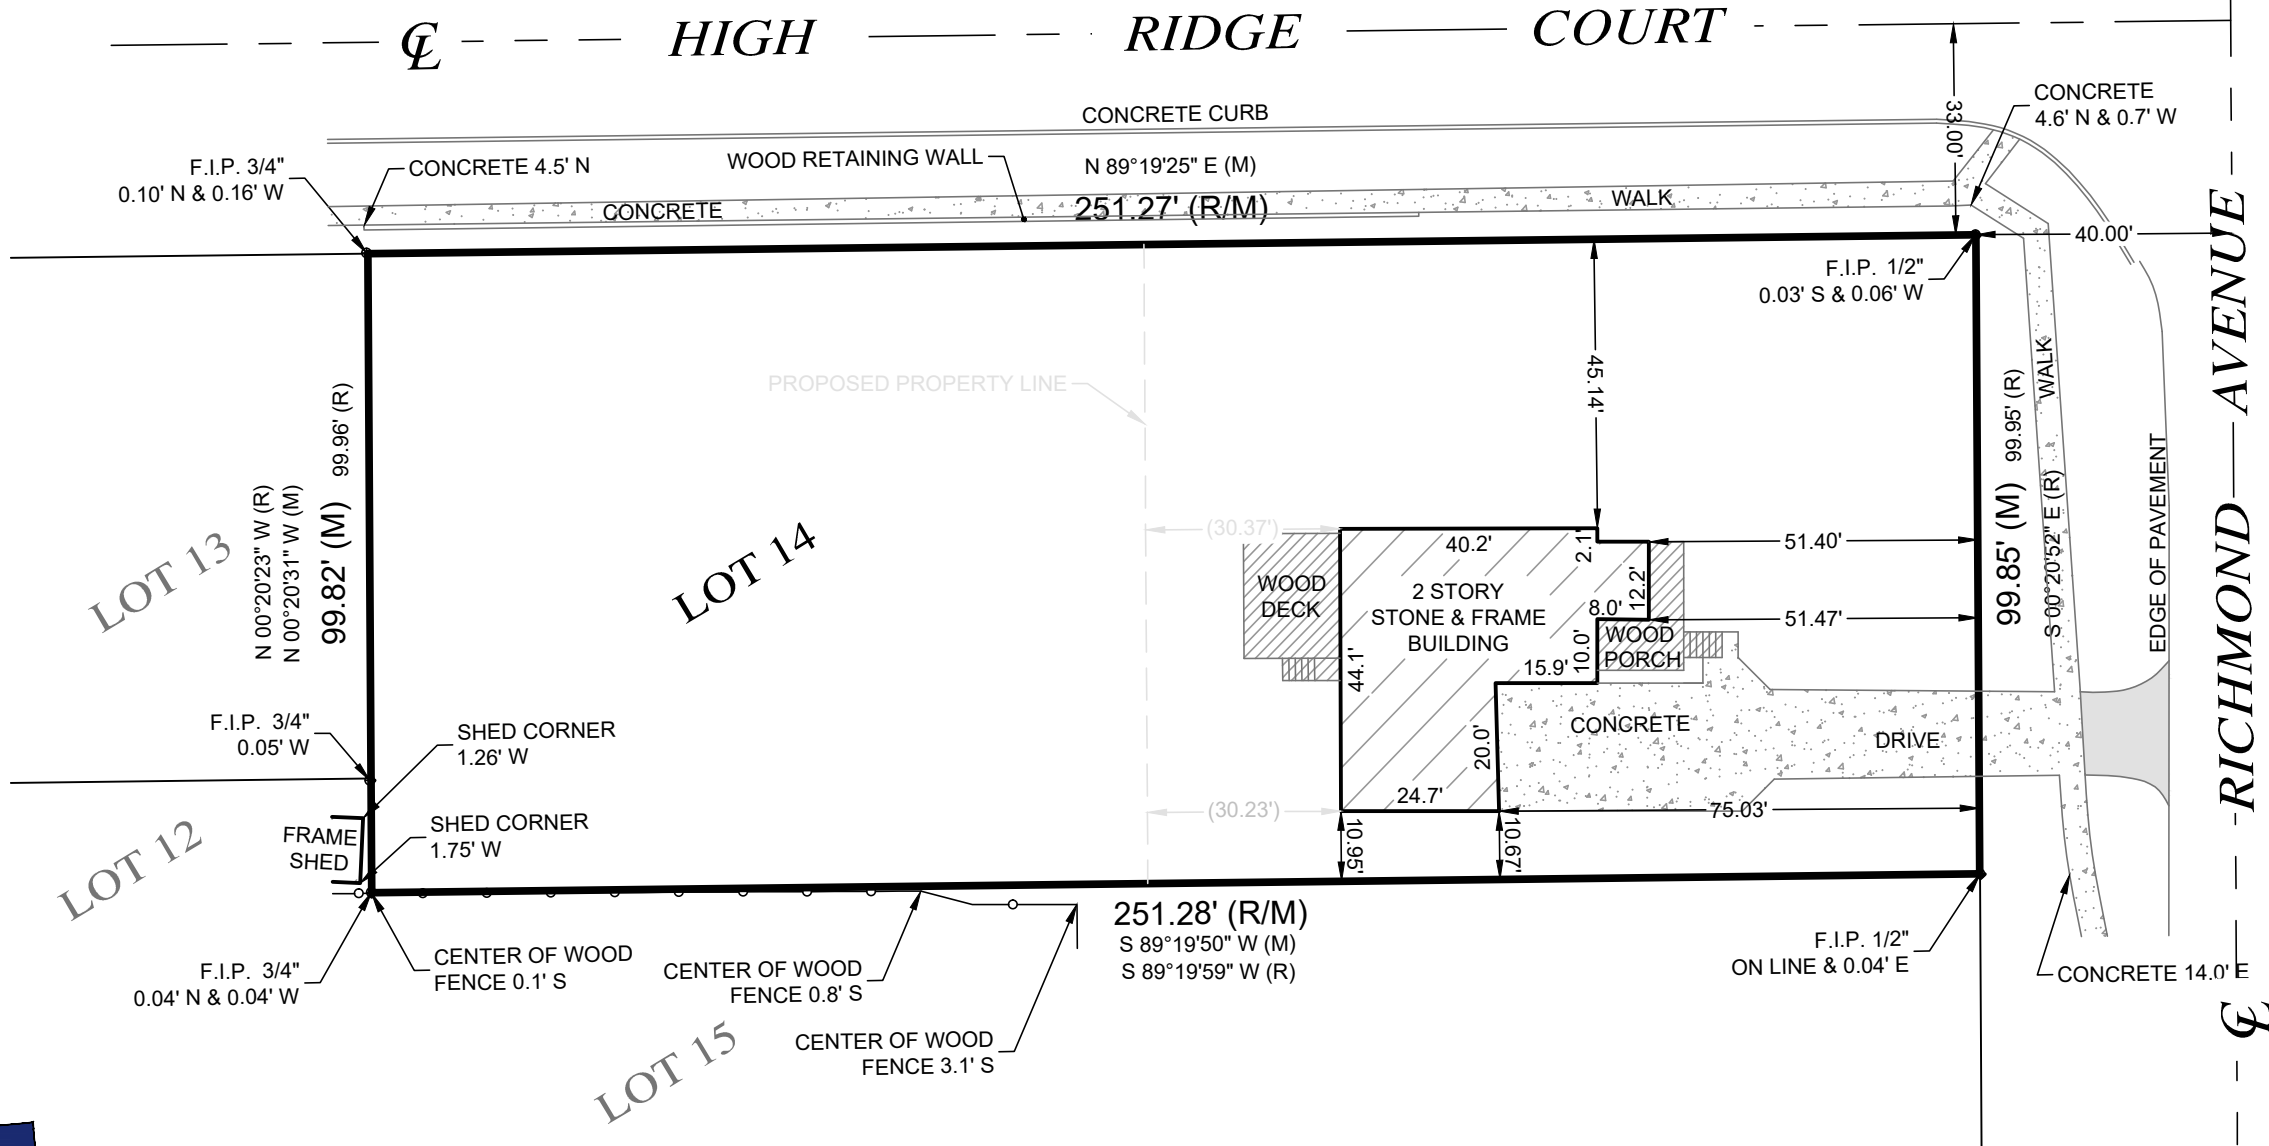 ℄ HIGH RIDGE COURT
CONCRETE CURB
CONCRETE
4.6' N & 0.7' W
33.00'
F.I.P. 3/4"
0.10' N & 0.16' W
CONCRETE 4.5' N
WOOD RETAINING WALL
N 89°19'25" E (M)
CONCRETE
251.27' (R/M)
WALK
40.00'
F.I.P. 1/2"
0.03' S & 0.06' W
45.14'
PROPOSED PROPERTY LINE
99.96' (R)
N 00°20'23" W (R)
N 00°20'31" W (M)
99.82' (M)
LOT 13
LOT 14
(30.37')
40.2'
2.1'
51.40'
WOOD
DECK
2 STORY
STONE & FRAME
BUILDING
12.2'
8.0'
51.47'
WOOD
PORCH
10.0'
15.9'
44.1'
20.0'
CONCRETE
DRIVE
24.7'
75.03'
(30.23')
10.95'
10.67'
99.95' (R)
99.85' (M)
S 00°20'52" E (R)
WALK
EDGE OF PAVEMENT
RICHMOND AVENUE
℄
F.I.P. 3/4"
0.05' W
SHED CORNER
1.26' W
SHED CORNER
1.75' W
FRAME
SHED
LOT 12
251.28' (R/M)
S 89°19'50" W (M)
S 89°19'59" W (R)
F.I.P. 1/2"
ON LINE & 0.04' E
CONCRETE 14.0' E
F.I.P. 3/4"
0.04' N & 0.04' W
CENTER OF WOOD
FENCE 0.1' S
CENTER OF WOOD
FENCE 0.8' S
CENTER OF WOOD
FENCE 3.1' S
LOT 15